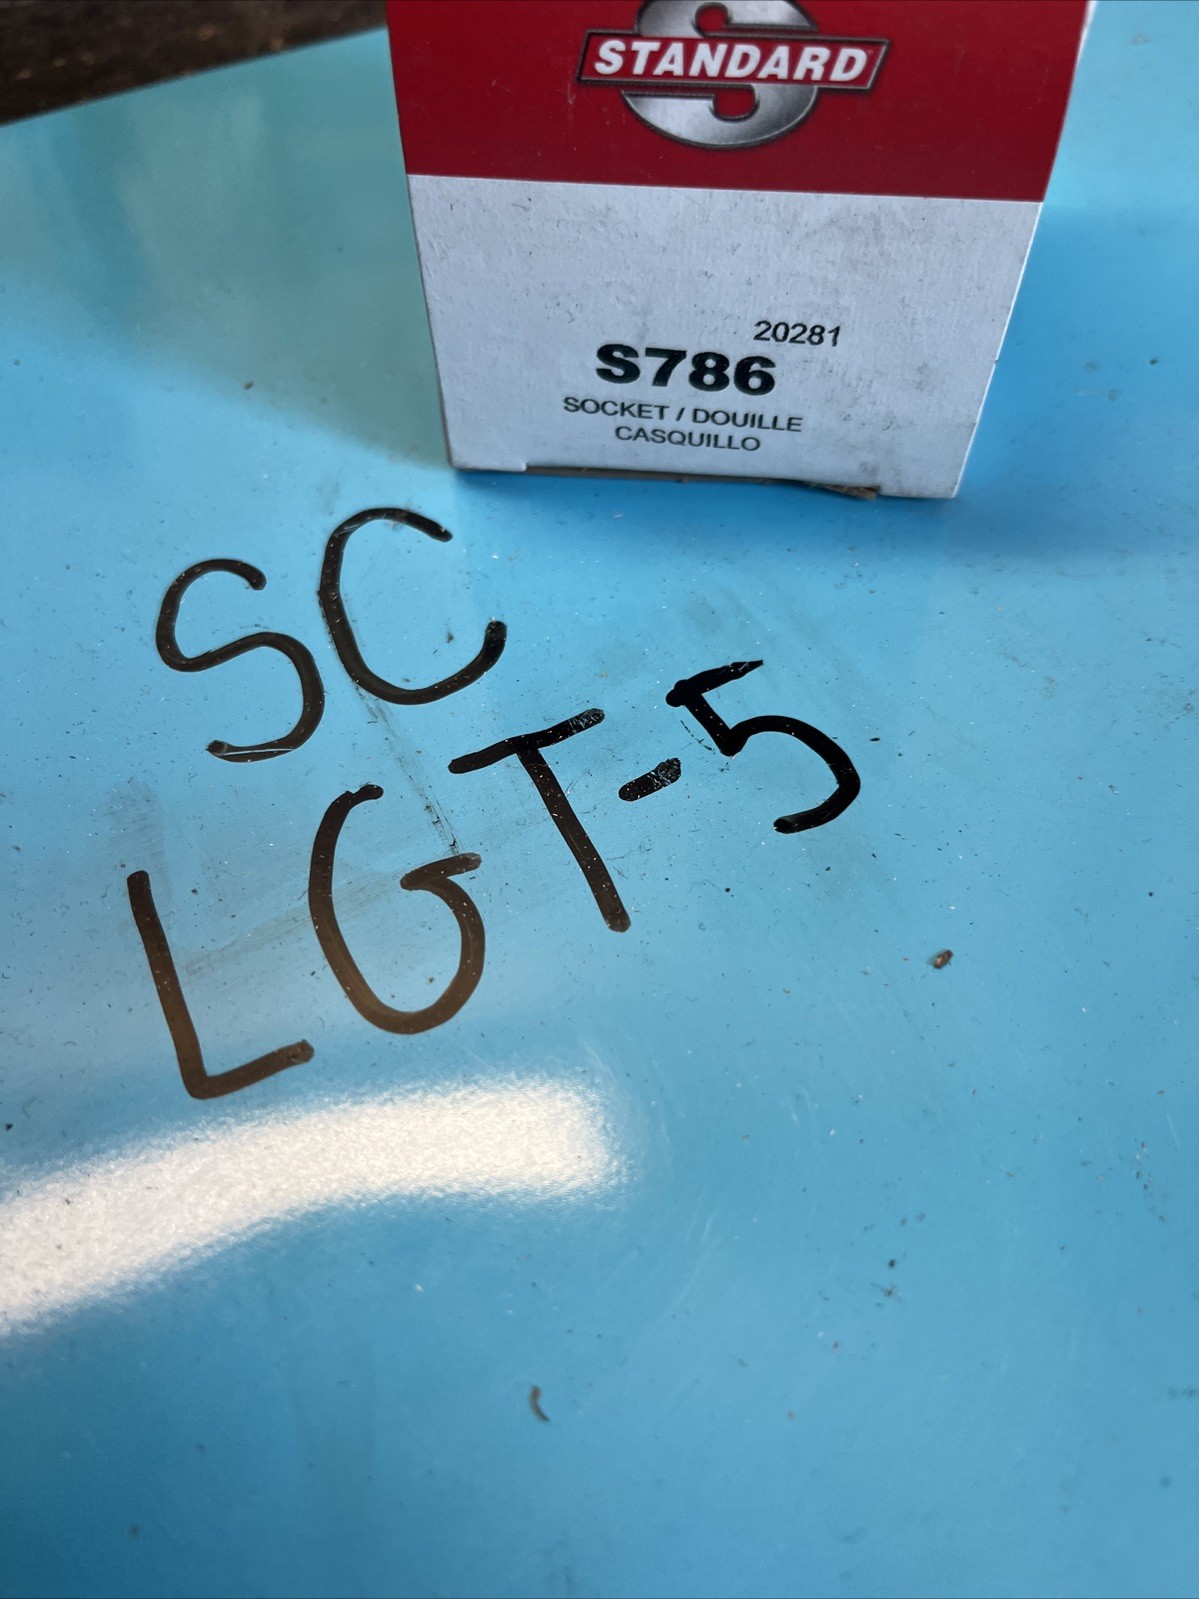 STANDARD
20281
S786
SOCKET / DOUILLE
CASQUILLO
SC
LGT-5